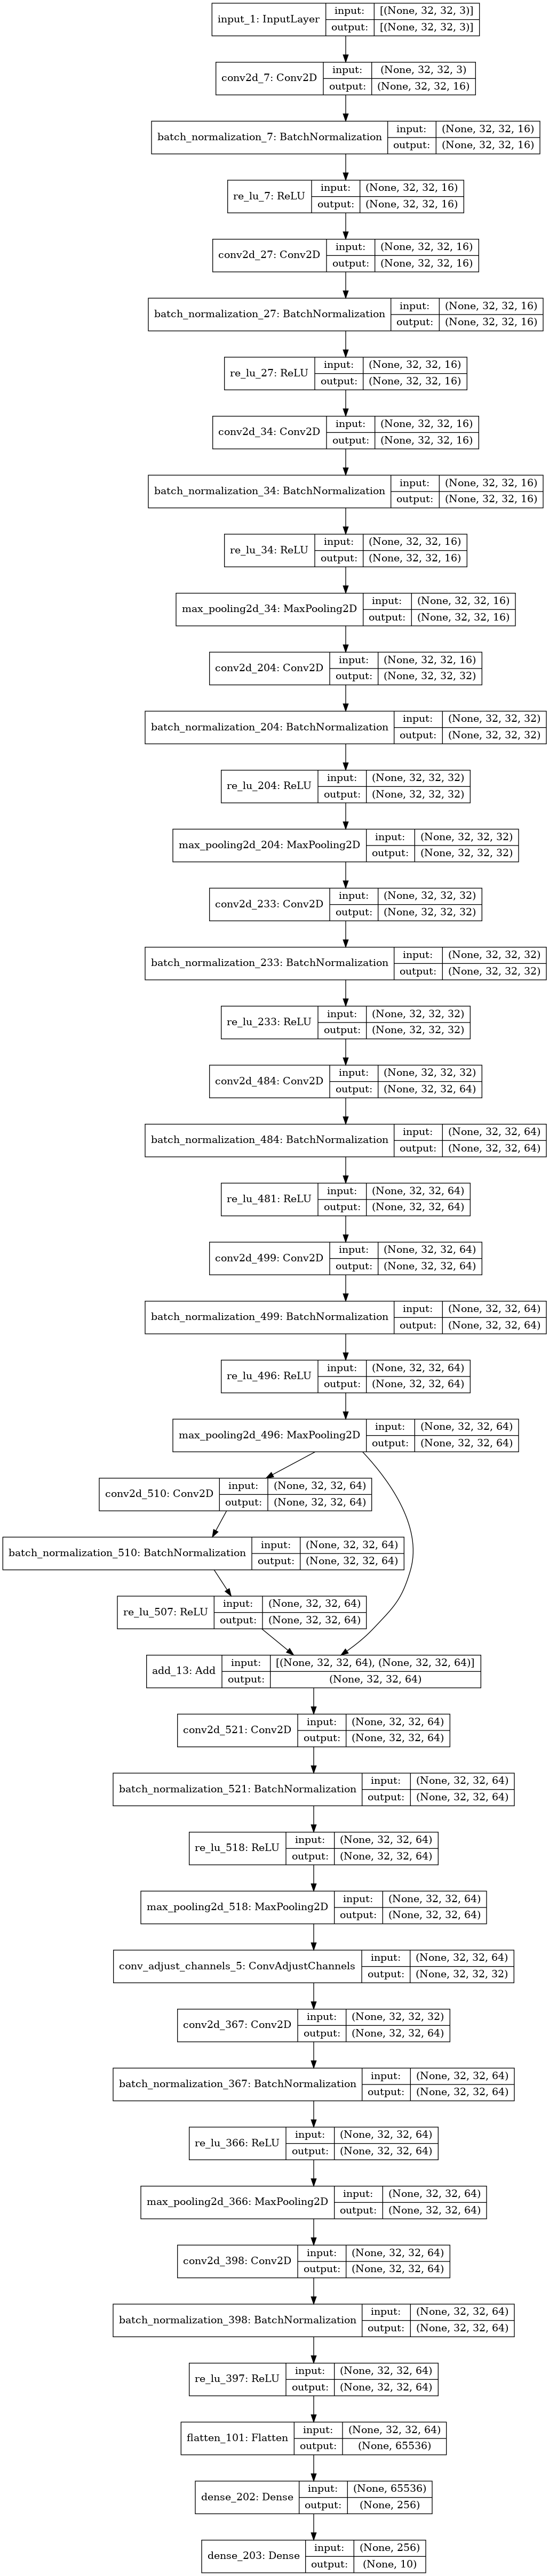 input_1: InputLayer
input: [(None, 32, 32, 3)]
output: [(None, 32, 32, 3)]
conv2d_7: Conv2D
input: (None, 32, 32, 3)
output: (None, 32, 32, 16)
batch_normalization_7: BatchNormalization
input: (None, 32, 32, 16)
output: (None, 32, 32, 16)
re_lu_7: ReLU
input: (None, 32, 32, 16)
output: (None, 32, 32, 16)
conv2d_27: Conv2D
input: (None, 32, 32, 16)
output: (None, 32, 32, 16)
batch_normalization_27: BatchNormalization
input: (None, 32, 32, 16)
output: (None, 32, 32, 16)
re_lu_27: ReLU
input: (None, 32, 32, 16)
output: (None, 32, 32, 16)
conv2d_34: Conv2D
input: (None, 32, 32, 16)
output: (None, 32, 32, 16)
batch_normalization_34: BatchNormalization
input: (None, 32, 32, 16)
output: (None, 32, 32, 16)
re_lu_34: ReLU
input: (None, 32, 32, 16)
output: (None, 32, 32, 16)
max_pooling2d_34: MaxPooling2D
input: (None, 32, 32, 16)
output: (None, 32, 32, 16)
conv2d_204: Conv2D
input: (None, 32, 32, 16)
output: (None, 32, 32, 32)
batch_normalization_204: BatchNormalization
input: (None, 32, 32, 32)
output: (None, 32, 32, 32)
re_lu_204: ReLU
input: (None, 32, 32, 32)
output: (None, 32, 32, 32)
max_pooling2d_204: MaxPooling2D
input: (None, 32, 32, 32)
output: (None, 32, 32, 32)
conv2d_233: Conv2D
input: (None, 32, 32, 32)
output: (None, 32, 32, 32)
batch_normalization_233: BatchNormalization
input: (None, 32, 32, 32)
output: (None, 32, 32, 32)
re_lu_233: ReLU
input: (None, 32, 32, 32)
output: (None, 32, 32, 32)
conv2d_484: Conv2D
input: (None, 32, 32, 32)
output: (None, 32, 32, 64)
batch_normalization_484: BatchNormalization
input: (None, 32, 32, 64)
output: (None, 32, 32, 64)
re_lu_481: ReLU
input: (None, 32, 32, 64)
output: (None, 32, 32, 64)
conv2d_499: Conv2D
input: (None, 32, 32, 64)
output: (None, 32, 32, 64)
batch_normalization_499: BatchNormalization
input: (None, 32, 32, 64)
output: (None, 32, 32, 64)
re_lu_496: ReLU
input: (None, 32, 32, 64)
output: (None, 32, 32, 64)
max_pooling2d_496: MaxPooling2D
input: (None, 32, 32, 64)
output: (None, 32, 32, 64)
conv2d_510: Conv2D
input: (None, 32, 32, 64)
output: (None, 32, 32, 64)
batch_normalization_510: BatchNormalization
input: (None, 32, 32, 64)
output: (None, 32, 32, 64)
re_lu_507: ReLU
input: (None, 32, 32, 64)
output: (None, 32, 32, 64)
add_13: Add
input: [(None, 32, 32, 64), (None, 32, 32, 64)]
output: (None, 32, 32, 64)
conv2d_521: Conv2D
input: (None, 32, 32, 64)
output: (None, 32, 32, 64)
batch_normalization_521: BatchNormalization
input: (None, 32, 32, 64)
output: (None, 32, 32, 64)
re_lu_518: ReLU
input: (None, 32, 32, 64)
output: (None, 32, 32, 64)
max_pooling2d_518: MaxPooling2D
input: (None, 32, 32, 64)
output: (None, 32, 32, 64)
conv_adjust_channels_5: ConvAdjustChannels
input: (None, 32, 32, 64)
output: (None, 32, 32, 32)
conv2d_367: Conv2D
input: (None, 32, 32, 32)
output: (None, 32, 32, 64)
batch_normalization_367: BatchNormalization
input: (None, 32, 32, 64)
output: (None, 32, 32, 64)
re_lu_366: ReLU
input: (None, 32, 32, 64)
output: (None, 32, 32, 64)
max_pooling2d_366: MaxPooling2D
input: (None, 32, 32, 64)
output: (None, 32, 32, 64)
conv2d_398: Conv2D
input: (None, 32, 32, 64)
output: (None, 32, 32, 64)
batch_normalization_398: BatchNormalization
input: (None, 32, 32, 64)
output: (None, 32, 32, 64)
re_lu_397: ReLU
input: (None, 32, 32, 64)
output: (None, 32, 32, 64)
flatten_101: Flatten
input: (None, 32, 32, 64)
output: (None, 65536)
dense_202: Dense
input: (None, 65536)
output: (None, 256)
dense_203: Dense
input: (None, 256)
output: (None, 10)